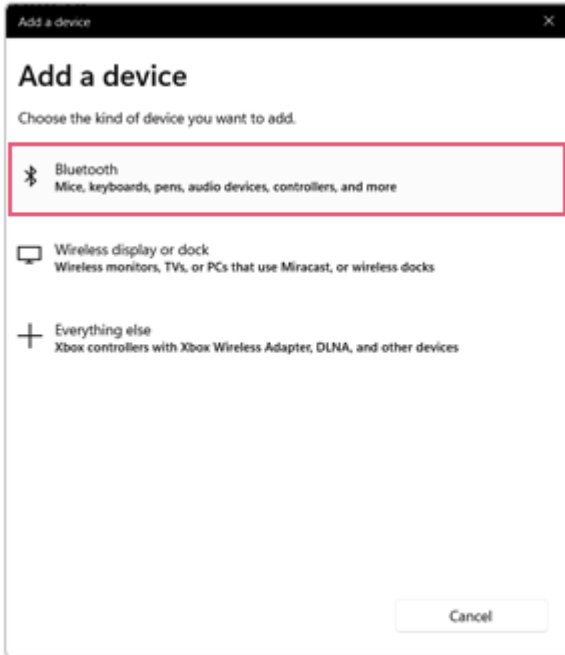 Add a device
Add a device
Choose the kind of device you want to add.
Bluetooth
Mice, keyboards, pens, audio devices, controllers, and more
Wireless display or dock
Wireless monitors, TVs, or PCs that use Miracast, or wireless docks
Everything else
Xbox controllers with Xbox Wireless Adapter, DLNA, and other devices
Cancel